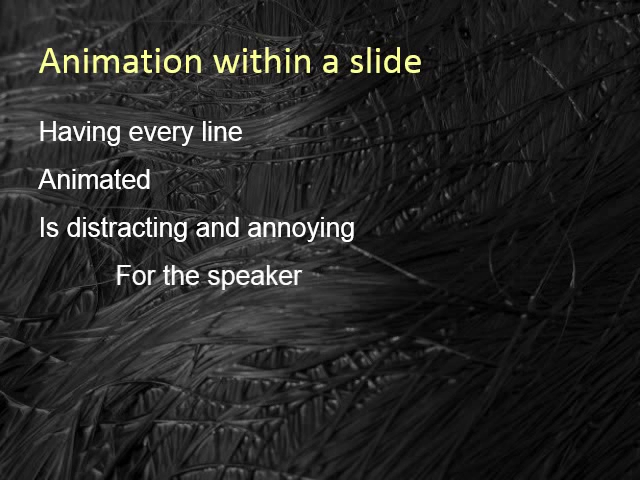 Animation within a slide
Having every line
Animated
Is distracting and annoying
For the speaker